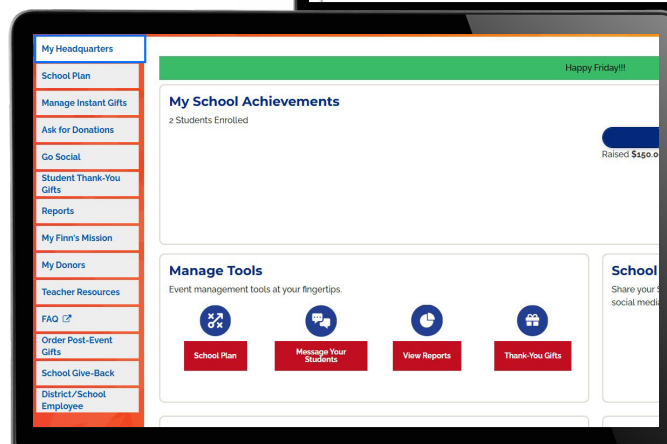 My Headquarters
School Plan
Manage Instant Gifts
Ask for Donations
Go Social
Student Thank-You
Gifts
Reports
My Finn's Mission
My Donors
Teacher Resources
FAQ
Order Post-Event
Gifts
School Give-Back
District/School
Employee
Happy Friday!!!
My School Achievements
2 Students Enrolled
Raised $150.0
Manage Tools
Event management tools at your fingertips.
School Plan
Message Your
Students
View Reports
Thank-You Gifts
School
Share your
social media